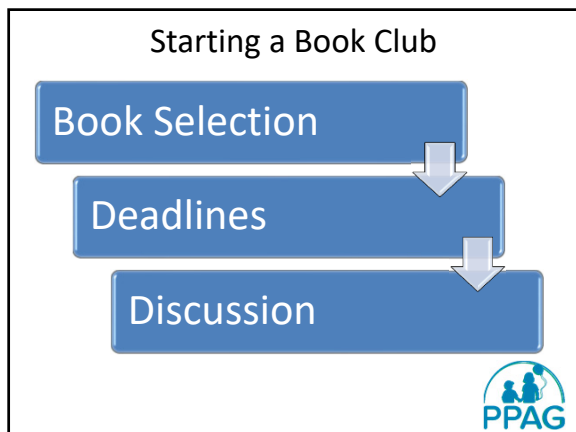 Starting a Book Club
Book Selection
Deadlines
Discussion
PPAG